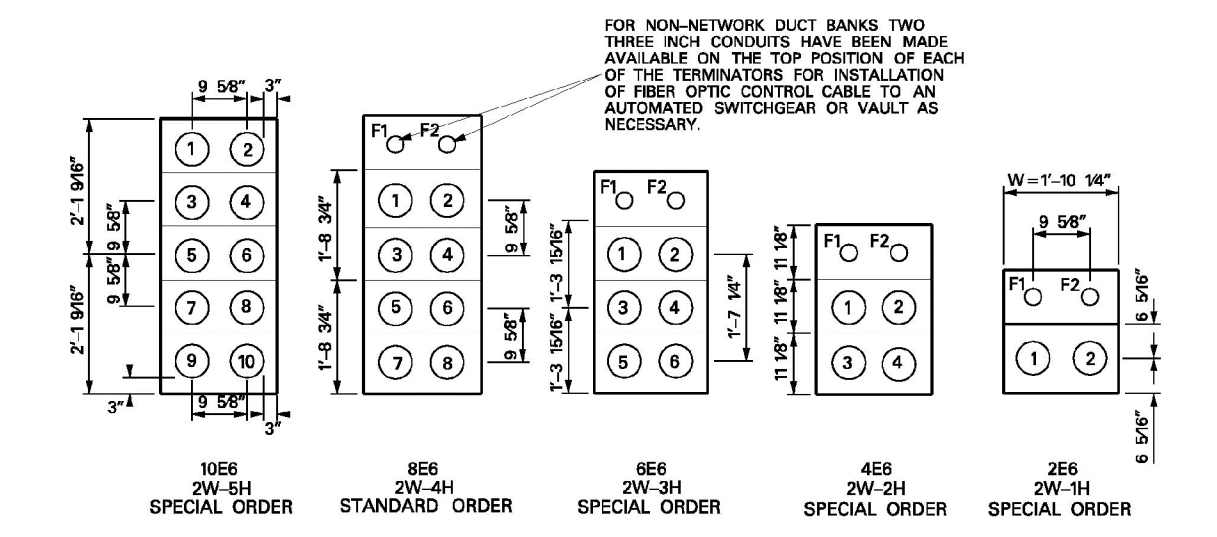 FOR NON-NETWORK DUCT BANKS TWO
THREE INCH CONDUITS HAVE BEEN MADE
AVAILABLE ON THE TOP POSITION OF EACH
OF THE TERMINATORS FOR INSTALLATION
OF FIBER OPTIC CONTROL CABLE TO AN
AUTOMATED SWITCHGEAR OR VAULT AS
NECESSARY.
9 5/8" 3"
2'-1 9/16"
9 5/8"
9 5/8"
2'-1 9/16"
1 2
3 4
5 6
7 8
9 10
3"
9 5/8"
3"
10E6
2W-5H
SPECIAL ORDER
F1 F2
1'-8 3/4"
1'-8 3/4"
1 2
3 4
5 6
7 8
9 5/8"
9 5/8"
8E6
2W-4H
STANDARD ORDER
F1 F2
1'-3 15/16"
1'-3 15/16"
1 2
3 4
5 6
1'-7 1/4"
6E6
2W-3H
SPECIAL ORDER
F1 F2
11 1/8"
11 1/8"
11 1/8"
1 2
3 4
4E6
2W-2H
SPECIAL ORDER
W=1'-10 1/4"
9 5/8"
F1 F2
1 2
6 5/16"
6 5/16"
2E6
2W-1H
SPECIAL ORDER